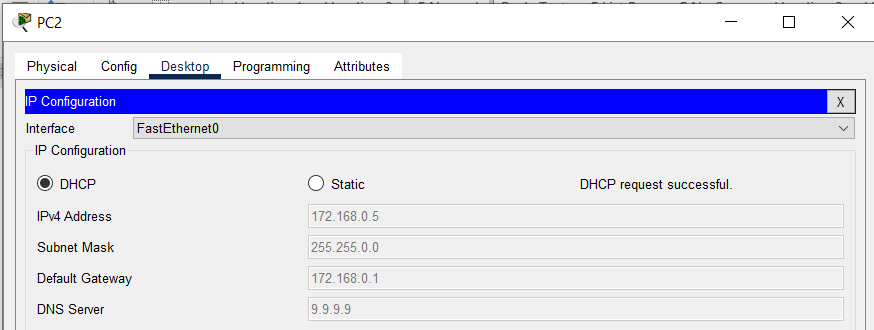 PC2
Physical Config Desktop Programming Attributes
IP Configuration X
Interface FastEthernet0
IP Configuration
DHCP Static DHCP request successful.
IPv4 Address 172.168.0.5
Subnet Mask 255.255.0.0
Default Gateway 172.168.0.1
DNS Server 9.9.9.9